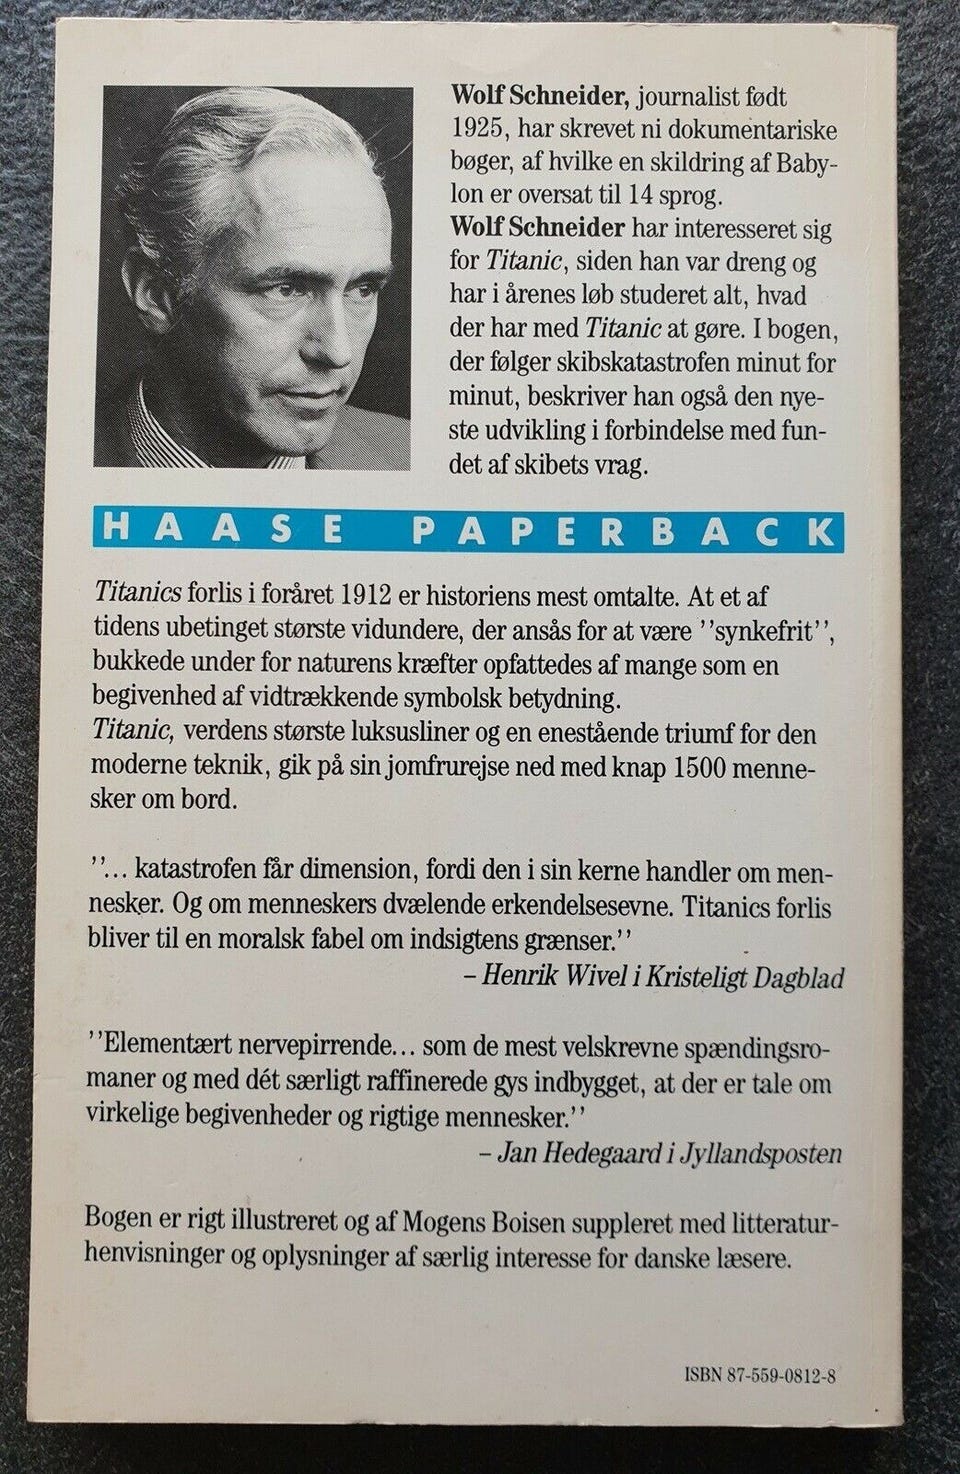 Wolf Schneider, journalist født
1925, har skrevet ni dokumentariske
bøger, af hvilke en skildring af Baby-
lon er oversat til 14 sprog.
Wolf Schneider har interesseret sig
for Titanic, siden han var dreng og
har i årenes løb studeret alt, hvad
der har med Titanic at gøre. I bogen,
der følger skibskatastrofen minut for
minut, beskriver han også den nye-
ste udvikling i forbindelse med fun-
det af skibets vrag.
HAASE PAPERBACK
Titanics forlis i foråret 1912 er historiens mest omtalte. At et af
tidens ubetinget største vidundere, der ansås for at være ''synkefrit'',
bukkede under for naturens kræfter opfattedes af mange som en
begivenhed af vidtrækkende symbolsk betydning.
Titanic, verdens største luksusliner og en enestående triumf for den
moderne teknik, gik på sin jomfrurejse ned med knap 1500 menne-
sker om bord.
''... katastrofen får dimension, fordi den i sin kerne handler om men-
nesker. Og om menneskers dvælende erkendelsesevne. Titanics forlis
bliver til en moralsk fabel om indsigtens grænser.''
– Henrik Wivel i Kristeligt Dagblad
''Elementært nervepirrende... som de mest velskrevne spændingsro-
maner og med dét særligt raffinerede gys indbygget, at der er tale om
virkelige begivenheder og rigtige mennesker.''
– Jan Hedegaard i Jyllandsposten
Bogen er rigt illustreret og af Mogens Boisen suppleret med litteratur-
henvisninger og oplysninger af særlig interesse for danske læsere.
ISBN 87-559-0812-8